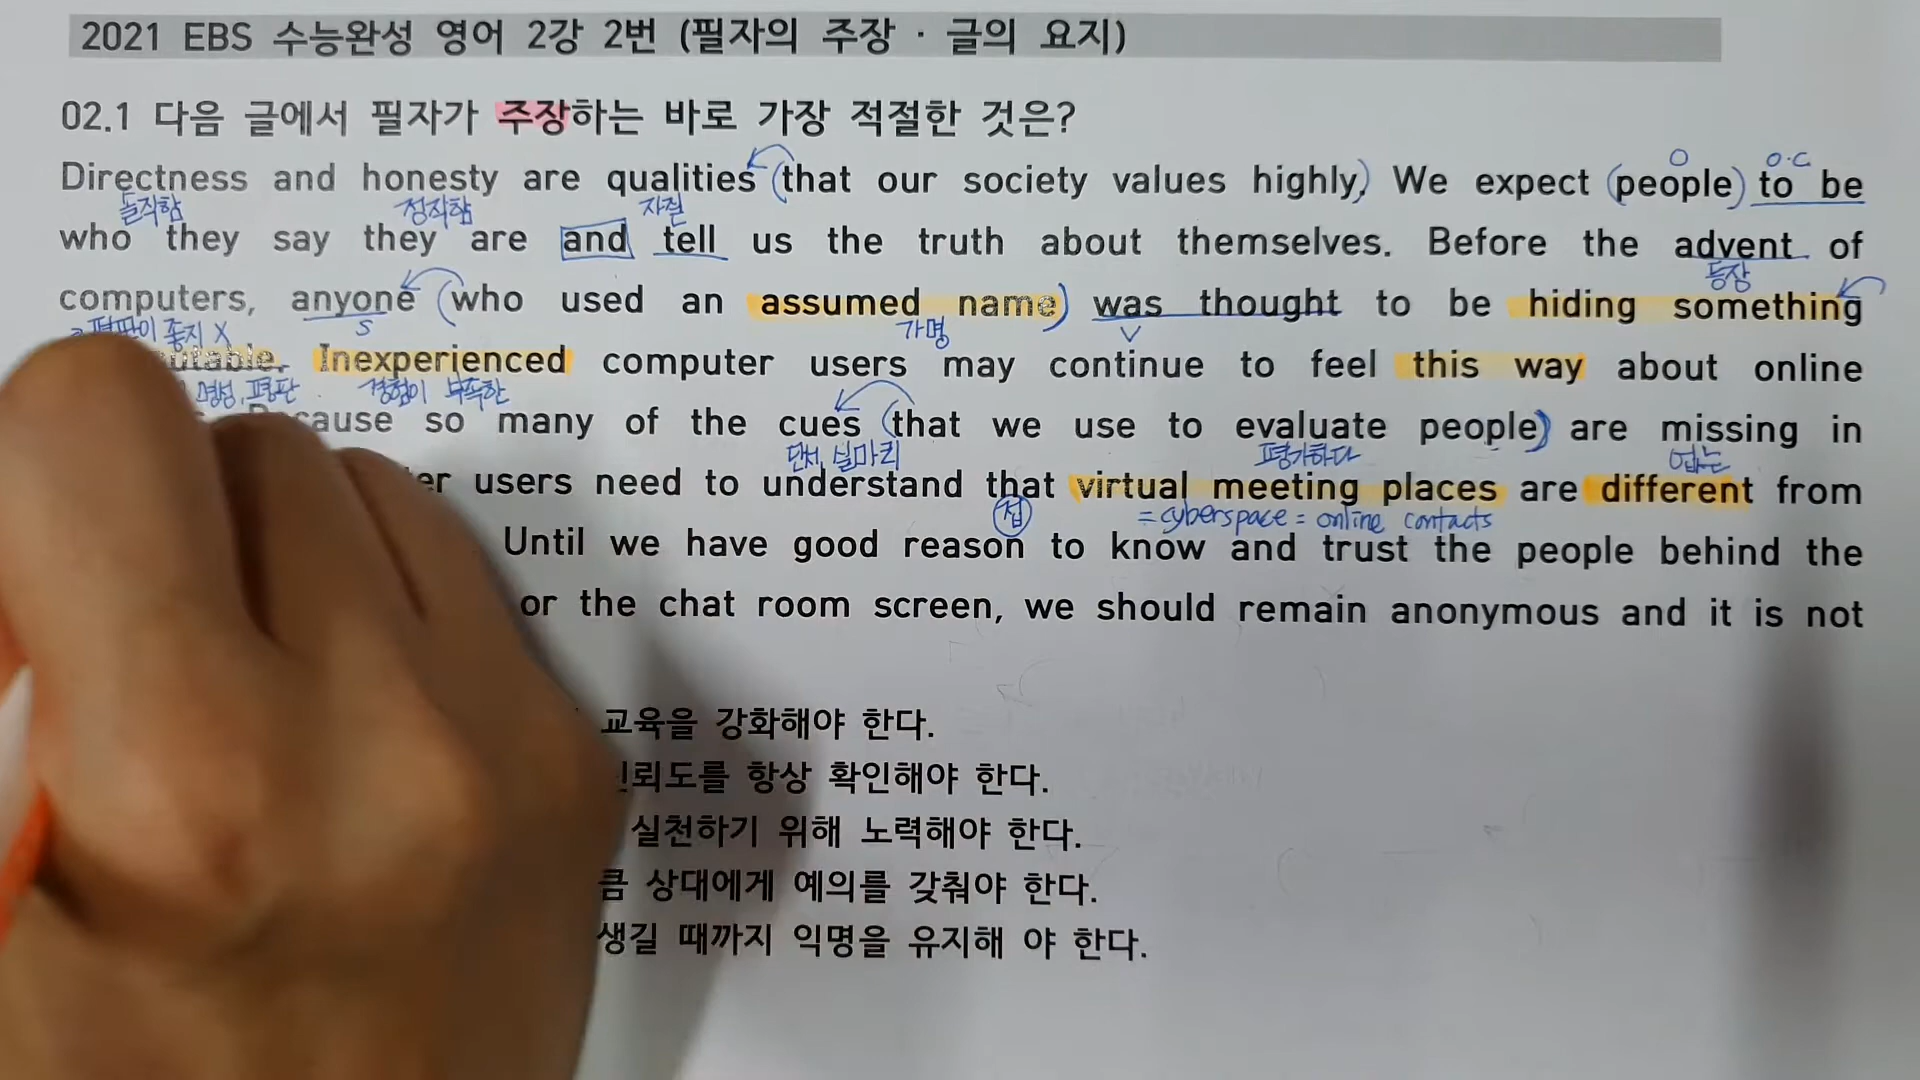 2021 EBS 수능완성 영어 2강 2번 (필자의 주장 · 글의 요지)
02.1 다음 글에서 필자가 주장하는 바로 가장 적절한 것은?
Directness and honesty are qualities (that our society values highly,) We expect (people) to be
O O·C
돌직함 정직함 자질
who they say they are and tell us the truth about themselves. Before the advent of
등장
computers, anyone (who used an assumed name) was thought to be hiding something
평판이 좋지 X S 가명 V
Inexperienced computer users may continue to feel this way about online
명성, 평판 경험이 부족한
so many of the cues (that we use to evaluate people) are missing in
단서, 실마리 평가하다 없는
users need to understand that virtual meeting places are different from
접 = cyberspace = online contacts
Until we have good reason to know and trust the people behind the
or the chat room screen, we should remain anonymous and it is not
교육을 강화해야 한다.
항상 확인해야 한다.
실천하기 위해 노력해야 한다.
상대에게 예의를 갖춰야 한다.
생길 때까지 익명을 유지해 야 한다.